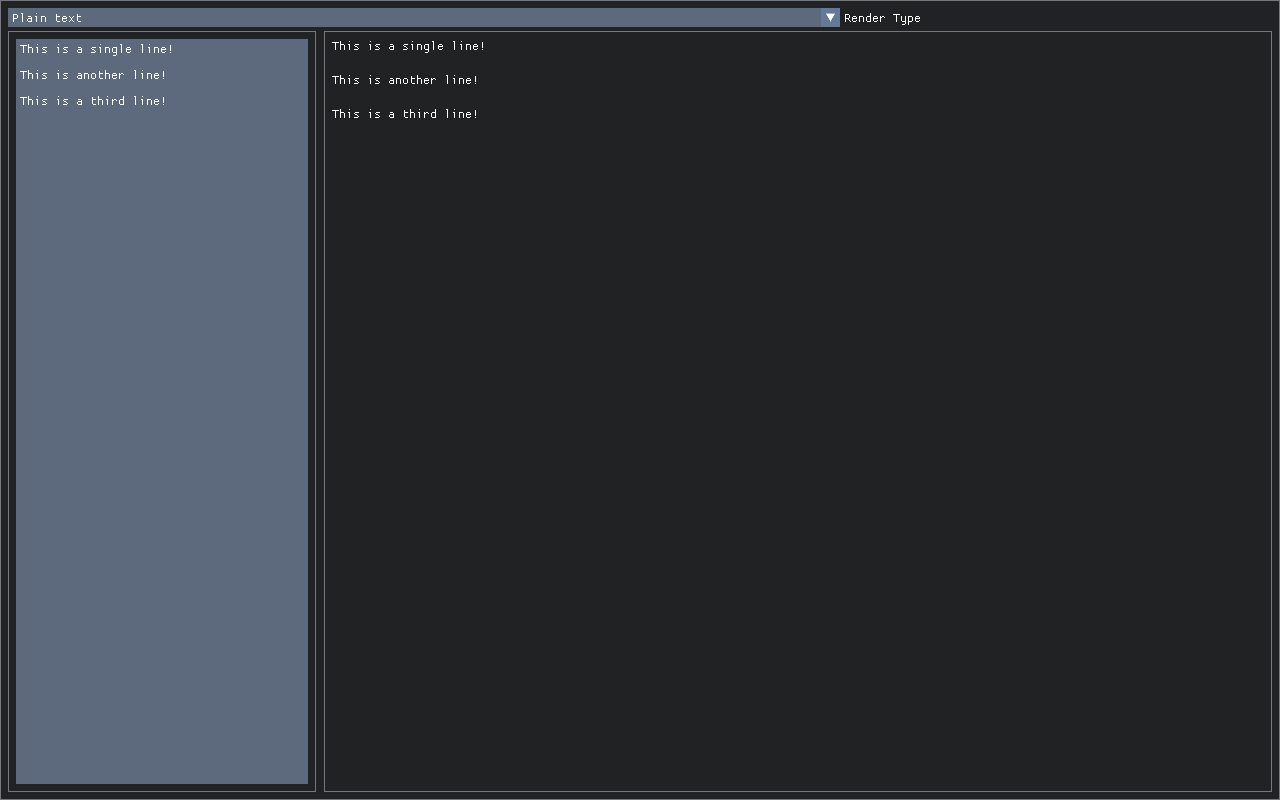 Plain text
Render Type
This is a single line!
This is another line!
This is a third line!
This is a single line!
This is another line!
This is a third line!